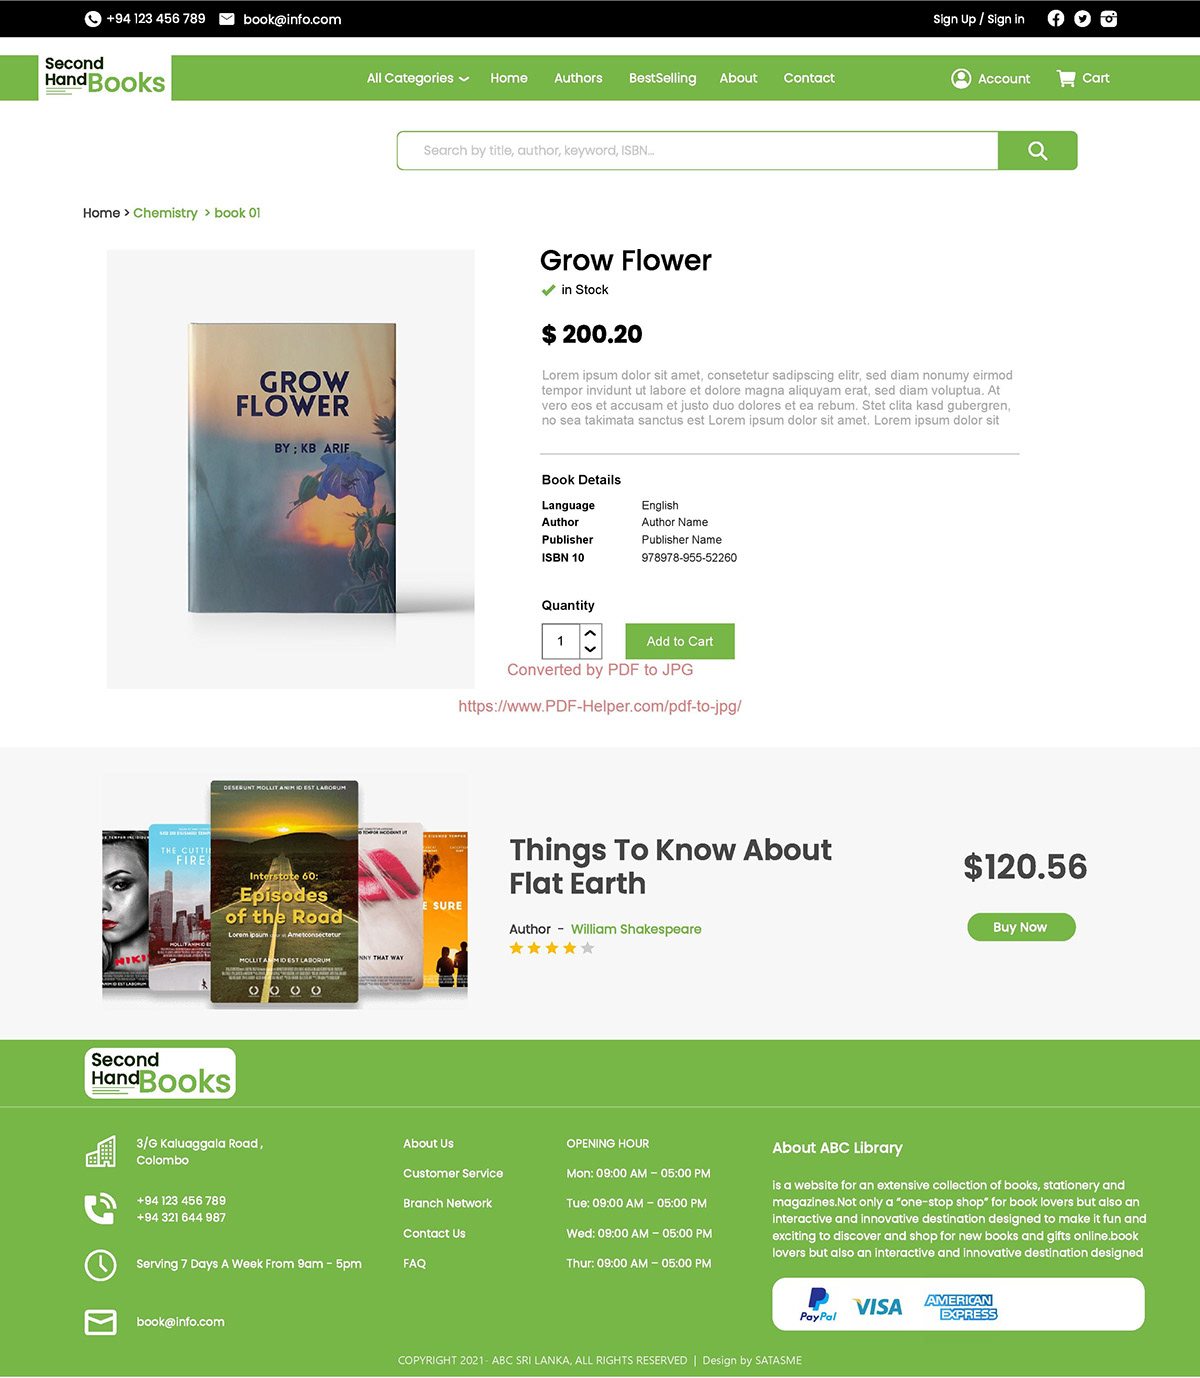 +94 123 456 789
book@info.com
Sign Up / Sign in
Second
Hand Books
All Categories
Home
Authors
BestSelling
About
Contact
Account
Cart
Search by title, author, keyword, ISBN...
Home > Chemistry > book 01
GROW
FLOWER
BY ; KB ARIF
Grow Flower
in Stock
$ 200.20
Lorem ipsum dolor sit amet, consetetur sadipscing elitr, sed diam nonumy eirmod
tempor invidunt ut labore et dolore magna aliquyam erat, sed diam voluptua. At
vero eos et accusam et justo duo dolores et ea rebum. Stet clita kasd gubergren,
no sea takimata sanctus est Lorem ipsum dolor sit amet. Lorem ipsum dolor sit
Book Details
Language English
Author Author Name
Publisher Publisher Name
ISBN 10 978978-955-52260
Quantity
1
Add to Cart
Converted by PDF to JPG
https://www.PDF-Helper.com/pdf-to-jpg/
DESERUNT MOLLIT ANIM ID EST LABORUM
Interstate 60:
Episodes
of the Road
Lorem ipsum dolor sit Ametconsectetur
MOLLIT ANIM ID EST LABORUM
THE CUTTI
FIRE
NIKI
NNY THAT WAY
E SURE
Things To Know About
Flat Earth
Author - William Shakespeare
$120.56
Buy Now
Second
Hand Books
3/G Kaluaggala Road ,
Colombo
+94 123 456 789
+94 321 644 987
Serving 7 Days A Week From 9am - 5pm
book@info.com
About Us
Customer Service
Branch Network
Contact Us
FAQ
OPENING HOUR
Mon: 09:00 AM – 05:00 PM
Tue: 09:00 AM – 05:00 PM
Wed: 09:00 AM – 05:00 PM
Thur: 09:00 AM – 05:00 PM
About ABC Library
is a website for an extensive collection of books, stationery and
magazines.Not only a “one-stop shop” for book lovers but also an
interactive and innovative destination designed to make it fun and
exciting to discover and shop for new books and gifts online.book
lovers but also an interactive and innovative destination designed
PayPal
VISA
AMERICAN
EXPRESS
COPYRIGHT 2021- ABC SRI LANKA, ALL RIGHTS RESERVED | Design by SATASME